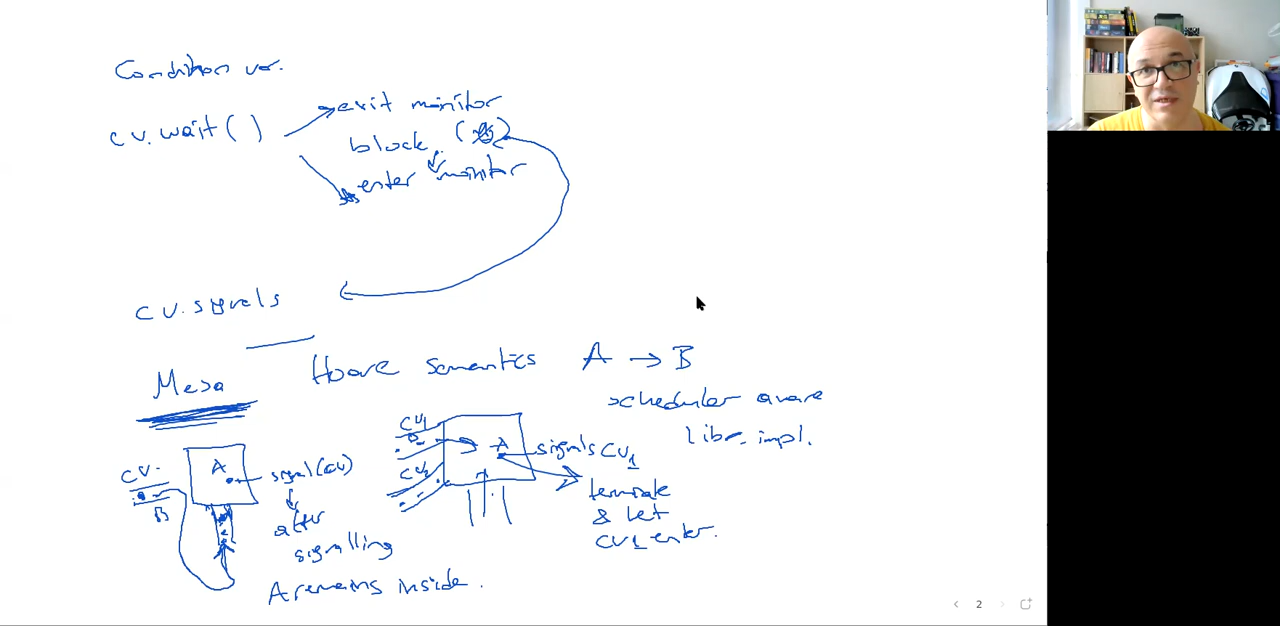 Condition var.
cv.wait()
exit monitor
block. (
enter monitor
cv.signals
Mesa
Hoare semantics A → B
scheduler aware
libr. impl.
cv.
B
A
signal(cv)
after
signalling
A remains inside.
CV1
CV2
A
signals CV1
terminate
& let
CV1 enter.
2